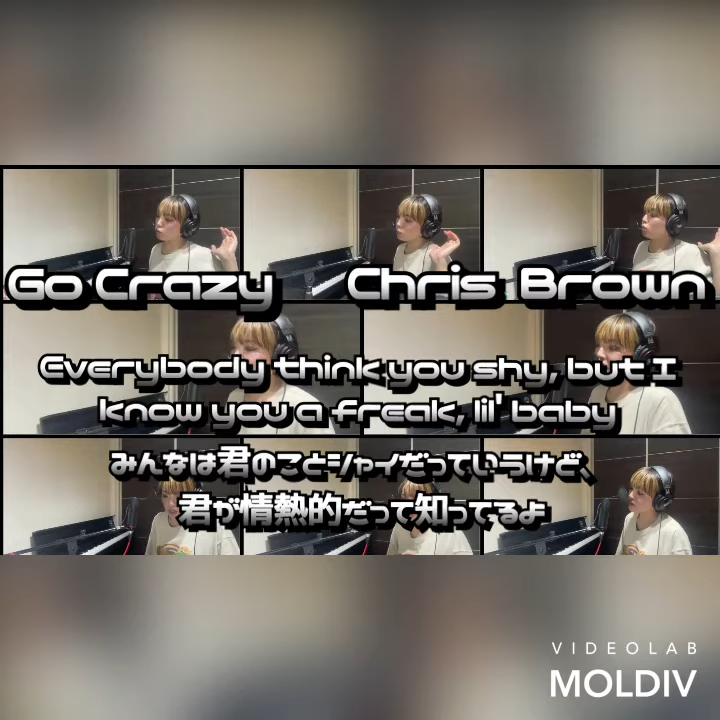 Go Crazy Chris Brown
Everybody think you shy, but I
know you a freak, lil' baby
みんなは君のことシャイだっていうけど、
君が情熱的だって知ってるよ
VIDEOLAB
MOLDIV